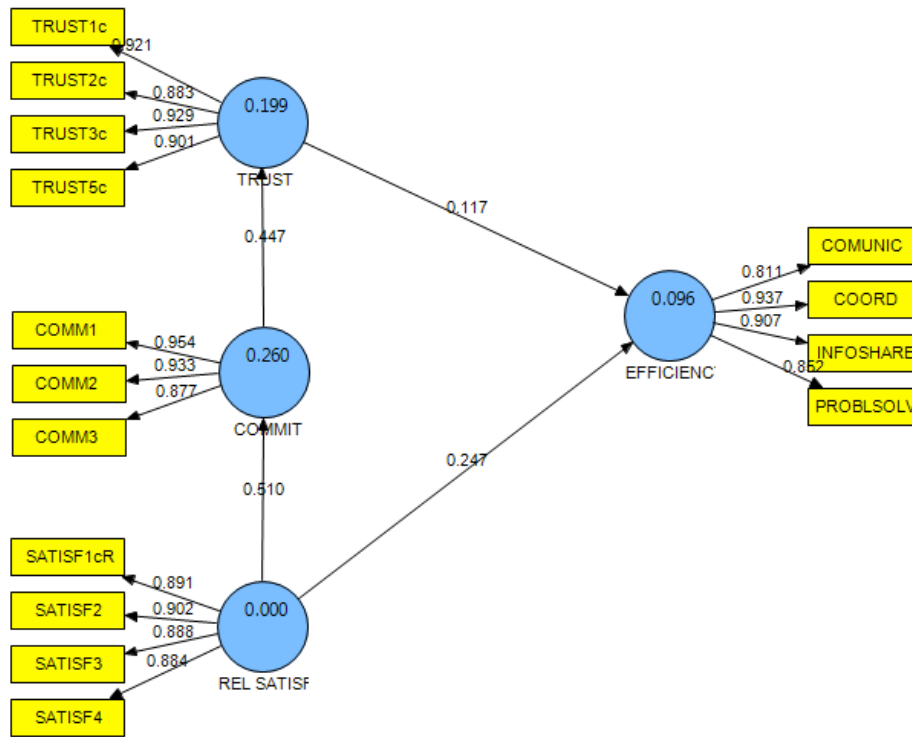 TRUST1c
0.921
TRUST2c
0.883
TRUST3c
0.929
TRUST5c
0.901
0.199
TRUST
0.117
0.447
COMM1
0.954
COMM2
0.933
COMM3
0.877
0.260
COMMIT
0.510
0.247
SATISF1cR
0.891
SATISF2
0.902
SATISF3
0.888
SATISF4
0.884
0.000
REL SATISF
0.096
EFFICIENC
COMUNIC
0.811
COORD
0.937
INFOSHARE
0.907
PROBLSOLV
0.852